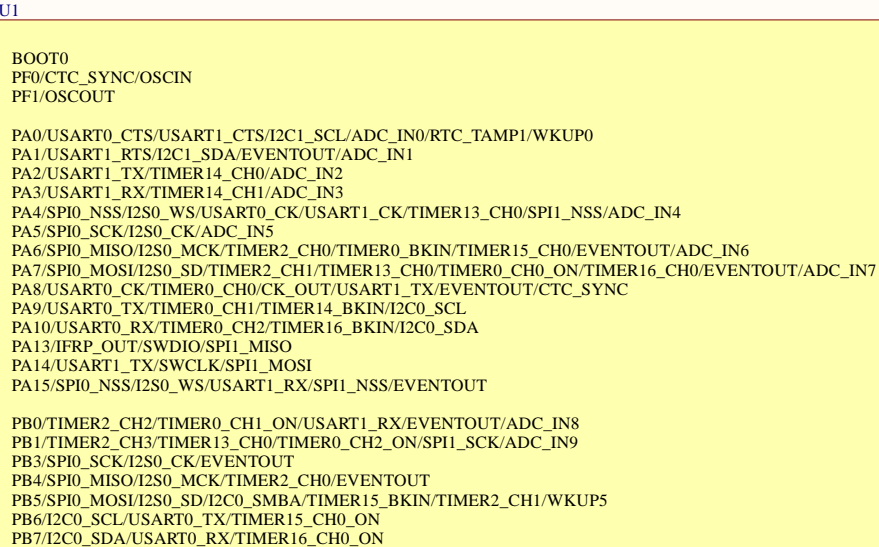 U1
BOOT0
PF0/CTC_SYNC/OSCIN
PF1/OSCOUT
PA0/USART0_CTS/USART1_CTS/I2C1_SCL/ADC_IN0/RTC_TAMP1/WKUP0
PA1/USART1_RTS/I2C1_SDA/EVENTOUT/ADC_IN1
PA2/USART1_TX/TIMER14_CH0/ADC_IN2
PA3/USART1_RX/TIMER14_CH1/ADC_IN3
PA4/SPI0_NSS/I2S0_WS/USART0_CK/USART1_CK/TIMER13_CH0/SPI1_NSS/ADC_IN4
PA5/SPI0_SCK/I2S0_CK/ADC_IN5
PA6/SPI0_MISO/I2S0_MCK/TIMER2_CH0/TIMER0_BKIN/TIMER15_CH0/EVENTOUT/ADC_IN6
PA7/SPI0_MOSI/I2S0_SD/TIMER2_CH1/TIMER13_CH0/TIMER0_CH0_ON/TIMER16_CH0/EVENTOUT/ADC_IN7
PA8/USART0_CK/TIMER0_CH0/CK_OUT/USART1_TX/EVENTOUT/CTC_SYNC
PA9/USART0_TX/TIMER0_CH1/TIMER14_BKIN/I2C0_SCL
PA10/USART0_RX/TIMER0_CH2/TIMER16_BKIN/I2C0_SDA
PA13/IFRP_OUT/SWDIO/SPI1_MISO
PA14/USART1_TX/SWCLK/SPI1_MOSI
PA15/SPI0_NSS/I2S0_WS/USART1_RX/SPI1_NSS/EVENTOUT
PB0/TIMER2_CH2/TIMER0_CH1_ON/USART1_RX/EVENTOUT/ADC_IN8
PB1/TIMER2_CH3/TIMER13_CH0/TIMER0_CH2_ON/SPI1_SCK/ADC_IN9
PB3/SPI0_SCK/I2S0_CK/EVENTOUT
PB4/SPI0_MISO/I2S0_MCK/TIMER2_CH0/EVENTOUT
PB5/SPI0_MOSI/I2S0_SD/I2C0_SMBA/TIMER15_BKIN/TIMER2_CH1/WKUP5
PB6/I2C0_SCL/USART0_TX/TIMER15_CH0_ON
PB7/I2C0_SDA/USART0_RX/TIMER16_CH0_ON